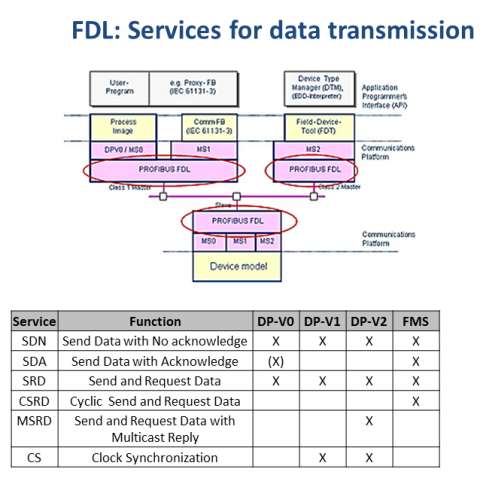 FDL: Services for data transmission
User-
Program
e.g. Proxy-FB
(IEC 61131-3)
Device Type
Manager (DTM),
(EDD-Interpreter)
Application
Programmer's
Interface (API)
Process
Image
Comm FB
(IEC 61131-3)
Field-Device-
Tool (FDT)
DPV0 / MS0
MS1
MS2
Communications
Platform
PROFIBUS FDL
PROFIBUS FDL
Class 1 Master
Class 2 Master
Slave
PROFIBUS FDL
MS0 MS1 MS2
Communications
Platform
Device model
Service Function DP-V0 DP-V1 DP-V2 FMS
SDN Send Data with No acknowledge X X X X
SDA Send Data with Acknowledge (X) X
SRD Send and Request Data X X X X
CSRD Cyclic Send and Request Data X
MSRD Send and Request Data with
Multicast Reply X
CS Clock Synchronization X X